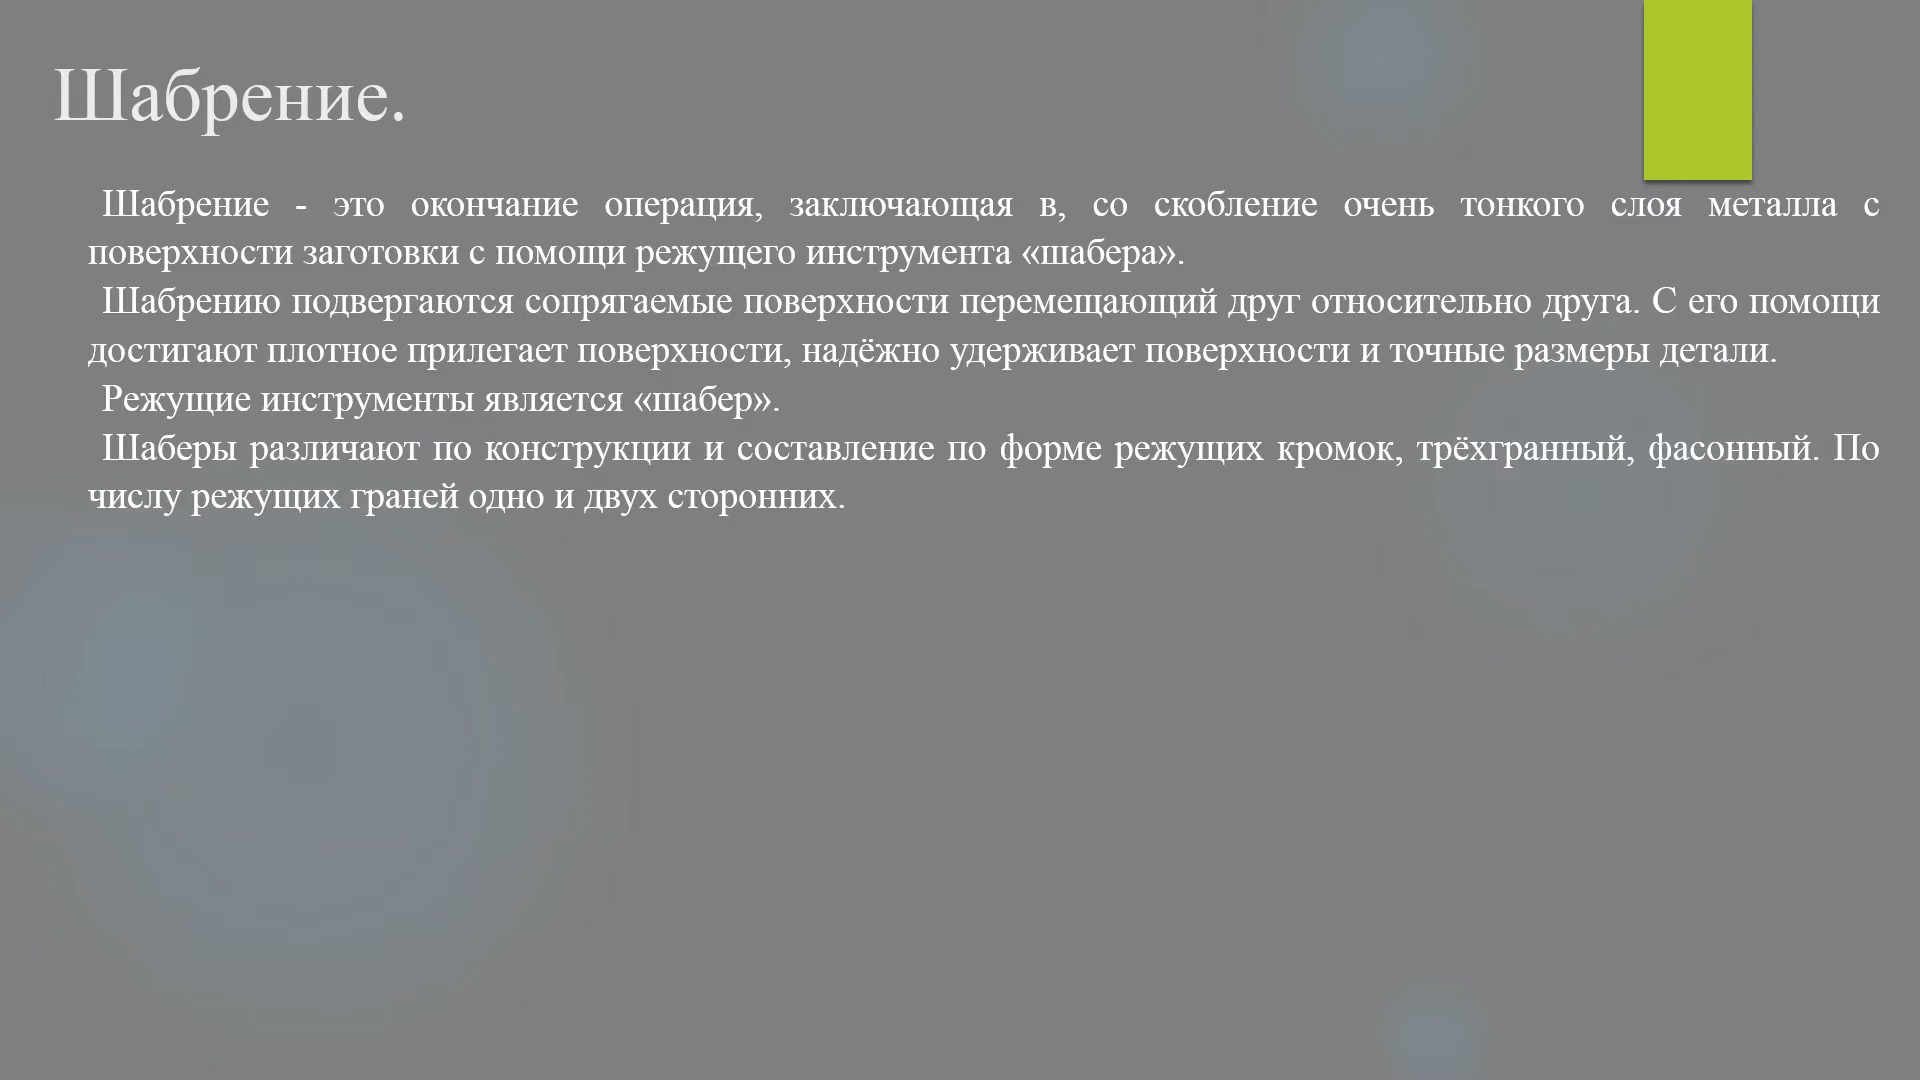 Шабрение.
Шабрение - это окончание операция, заключающая в, со скобление очень тонкого слоя металла с
поверхности заготовки с помощи режущего инструмента «шабера».
Шабрению подвергаются сопрягаемые поверхности перемещающий друг относительно друга. С его помощи
достигают плотное прилегает поверхности, надёжно удерживает поверхности и точные размеры детали.
Режущие инструменты является «шабер».
Шаберы различают по конструкции и составление по форме режущих кромок, трёхгранный, фасонный. По
числу режущих граней одно и двух сторонних.